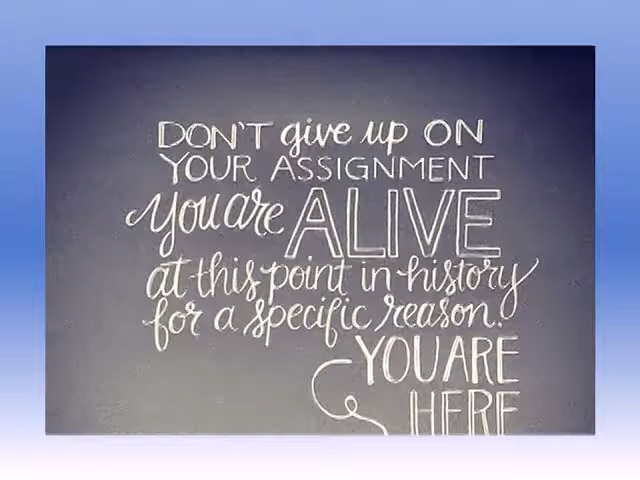 DON'T give up ON
YOUR ASSIGNMENT
you are ALIVE
at this point in history
for a specific reason.
YOU ARE
HERE